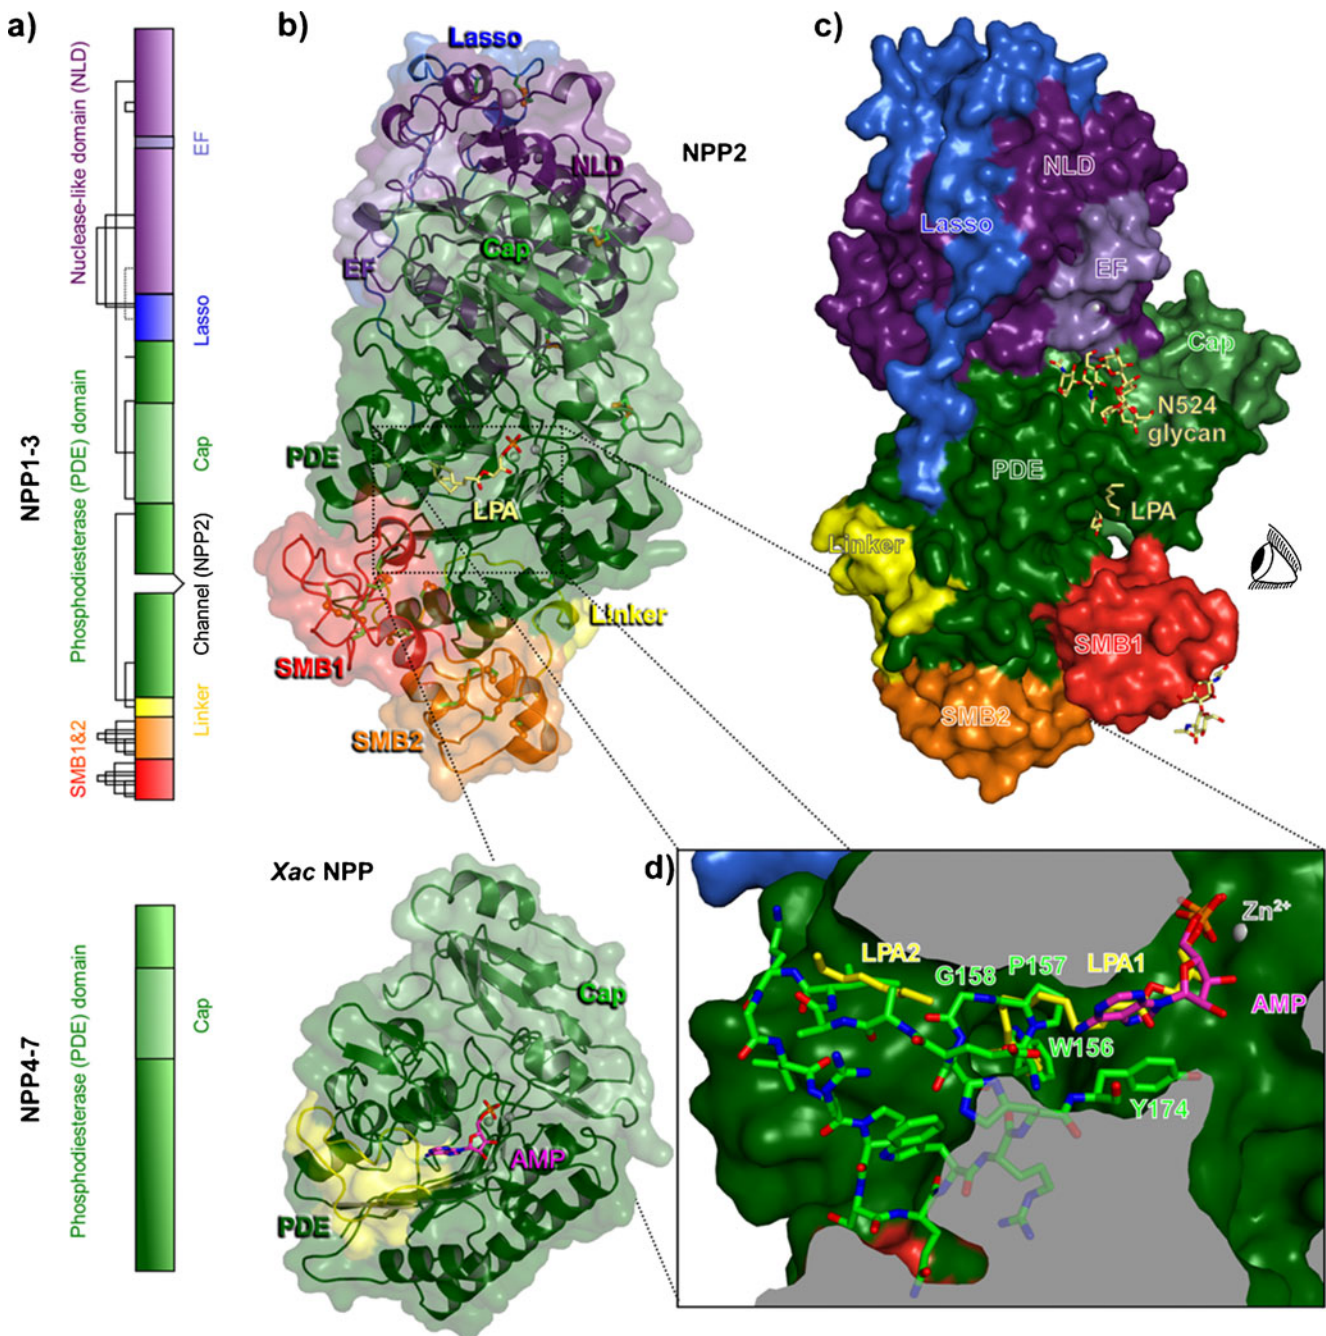 a)
NPP1-3
Nuclease-like domain (NLD)
EF
Lasso
Phosphodiesterase (PDE) domain
Cap
Channel (NPP2)
Linker
SMB1&2
NPP4-7
Phosphodiesterase (PDE) domain
Cap
b)
Lasso
NLD
Cap
EF
PDE
LPA
Linker
SMB1
SMB2
NPP2
Xac NPP
Cap
AMP
PDE
c)
NLD
Lasso
EF
Cap
N524
glycan
PDE
LPA
Linker
SMB1
SMB2
d)
Zn²⁺
LPA2
G158
P157
LPA1
AMP
W156
Y174